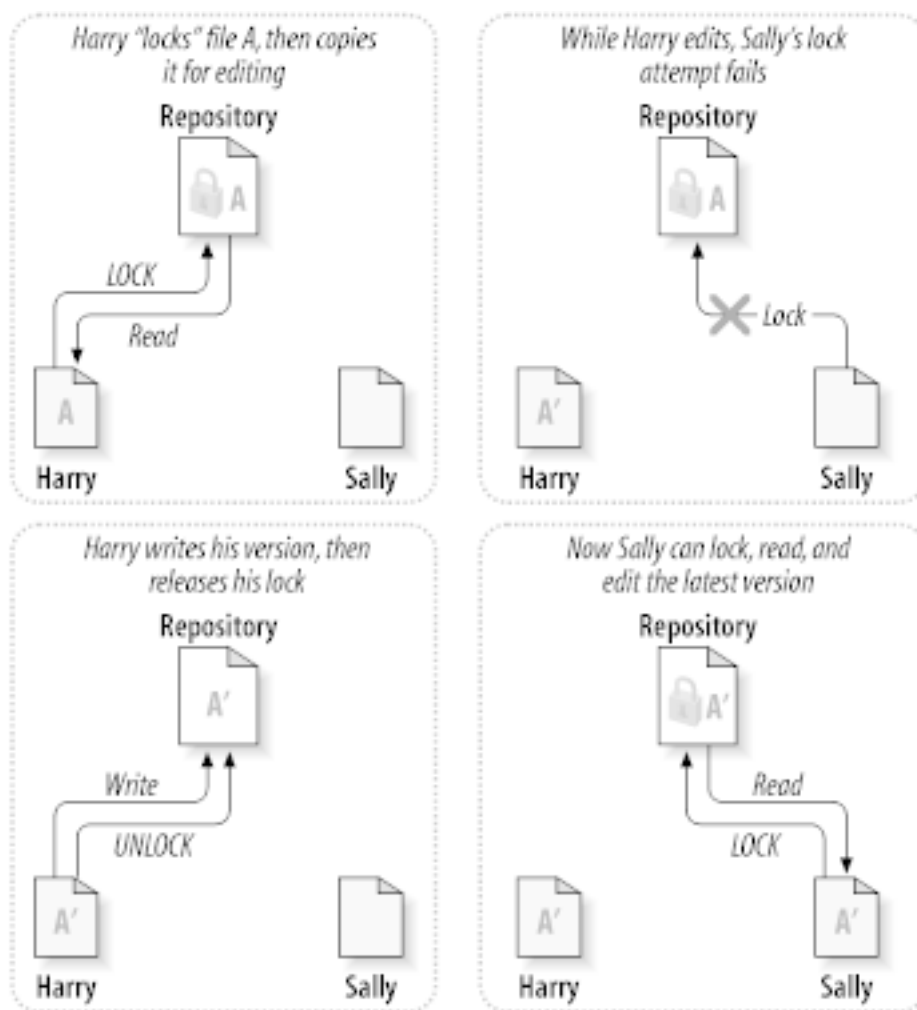 Harry “locks” file A, then copies
it for editing
Repository
A
LOCK
Read
A
Harry
Sally
While Harry edits, Sally’s lock
attempt fails
Repository
A
Lock
A′
Harry
Sally
Harry writes his version, then
releases his lock
Repository
A′
Write
UNLOCK
A′
Harry
Sally
Now Sally can lock, read, and
edit the latest version
Repository
A′
Read
LOCK
A′
A′
Harry
Sally